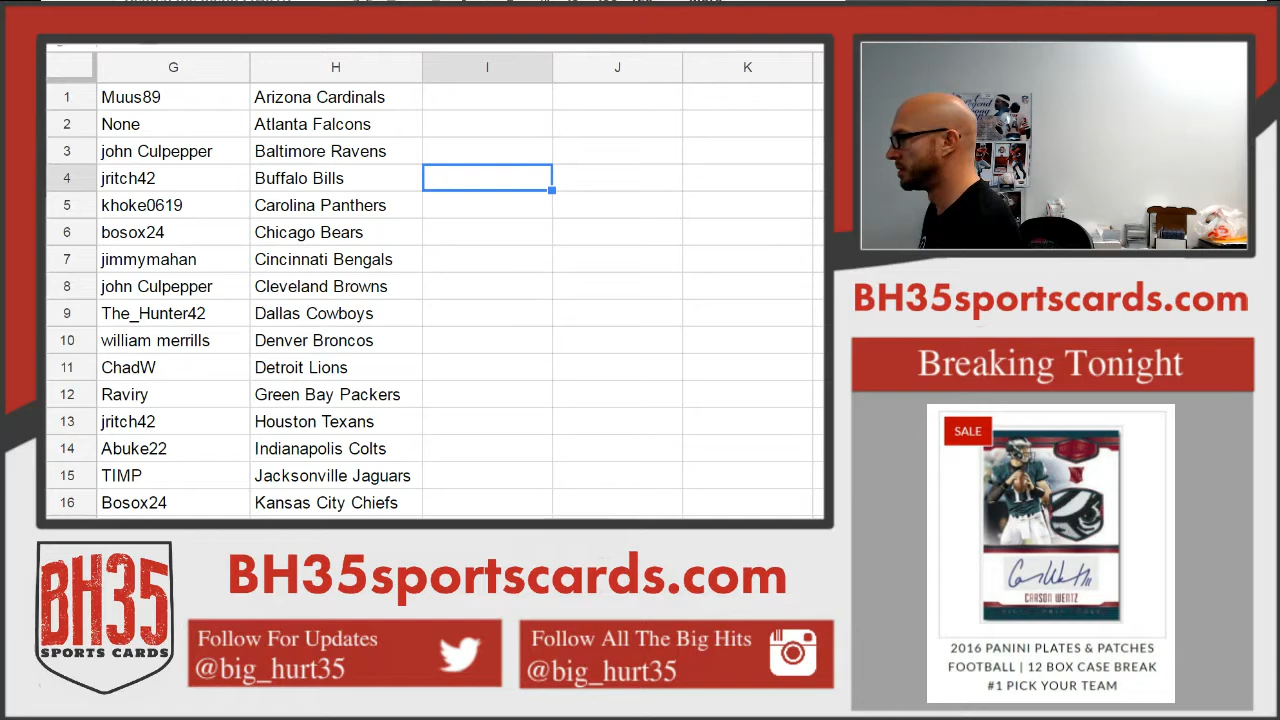 G H I J K
1 Muus89 Arizona Cardinals
2 None Atlanta Falcons
3 john Culpepper Baltimore Ravens
4 jritch42 Buffalo Bills
5 khoke0619 Carolina Panthers
6 bosox24 Chicago Bears
7 jimmymahan Cincinnati Bengals
8 john Culpepper Cleveland Browns
9 The_Hunter42 Dallas Cowboys
10 william merrills Denver Broncos
11 ChadW Detroit Lions
12 Raviry Green Bay Packers
13 jritch42 Houston Texans
14 Abuke22 Indianapolis Colts
15 TIMP Jacksonville Jaguars
16 Bosox24 Kansas City Chiefs
BH35sportscards.com
Breaking Tonight
SALE
CARSON WENTZ
2016 PANINI PLATES & PATCHES
FOOTBALL | 12 BOX CASE BREAK
#1 PICK YOUR TEAM
BH35
SPORTS CARDS
BH35sportscards.com
Follow For Updates
@big_hurt35
Follow All The Big Hits
@big_hurt35